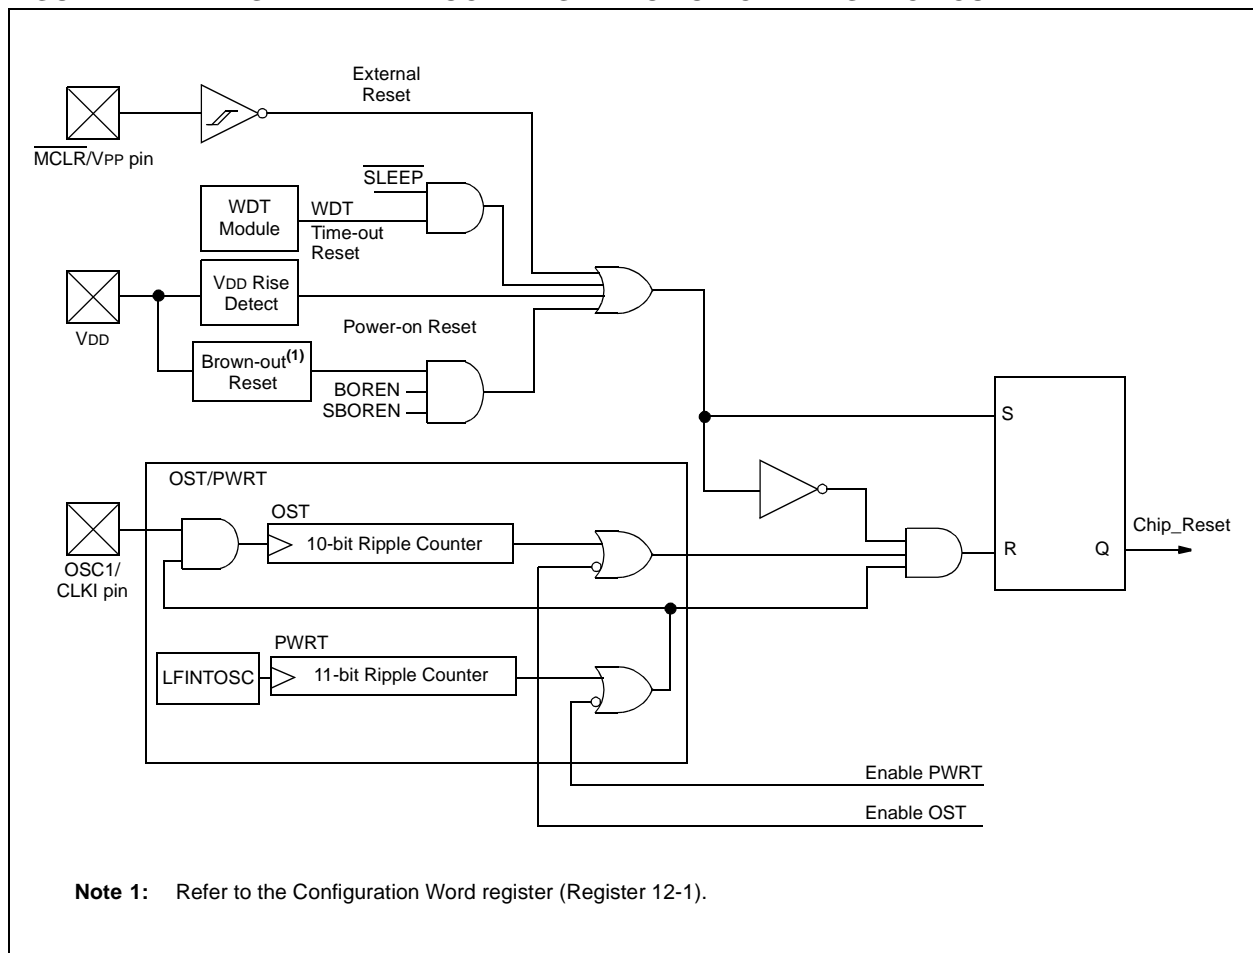 External
Reset
MCLR/VPP pin
SLEEP
WDT
Module
WDT
Time-out
Reset
VDD Rise
Detect
VDD
Power-on Reset
Brown-out(1)
Reset
BOREN
SBOREN
S
OST/PWRT
OST
10-bit Ripple Counter
OSC1/
CLKI pin
R
Q
Chip_Reset
PWRT
LFINTOSC
11-bit Ripple Counter
Enable PWRT
Enable OST
Note 1: Refer to the Configuration Word register (Register 12-1).